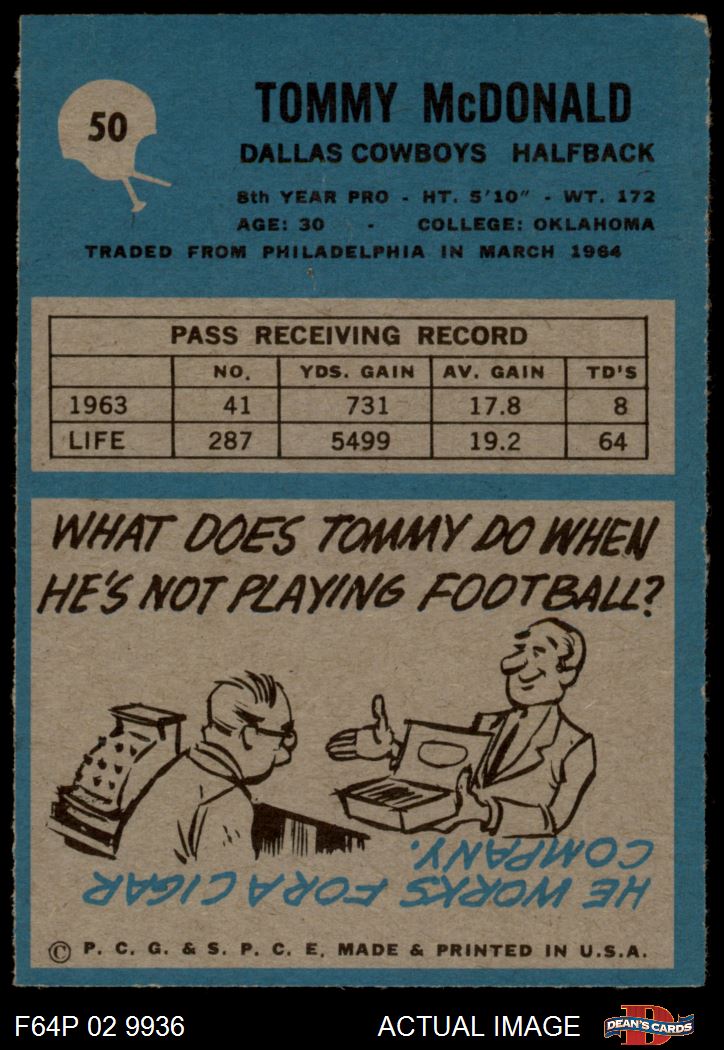 50
TOMMY McDONALD
DALLAS COWBOYS HALFBACK
8th YEAR PRO - HT. 5'10" - WT. 172
AGE: 30 - COLLEGE: OKLAHOMA
TRADED FROM PHILADELPHIA IN MARCH 1964
PASS RECEIVING RECORD
NO. YDS. GAIN AV. GAIN TD'S
1963 41 731 17.8 8
LIFE 287 5499 19.2 64
WHAT DOES TOMMY DO WHEN
HE'S NOT PLAYING FOOTBALL?
HE WORKS FOR A CIGAR
COMPANY.
© P. C. G. & S. P. C. E. MADE & PRINTED IN U.S.A.
F64P 02 9936 ACTUAL IMAGE D DEAN'S CARDS